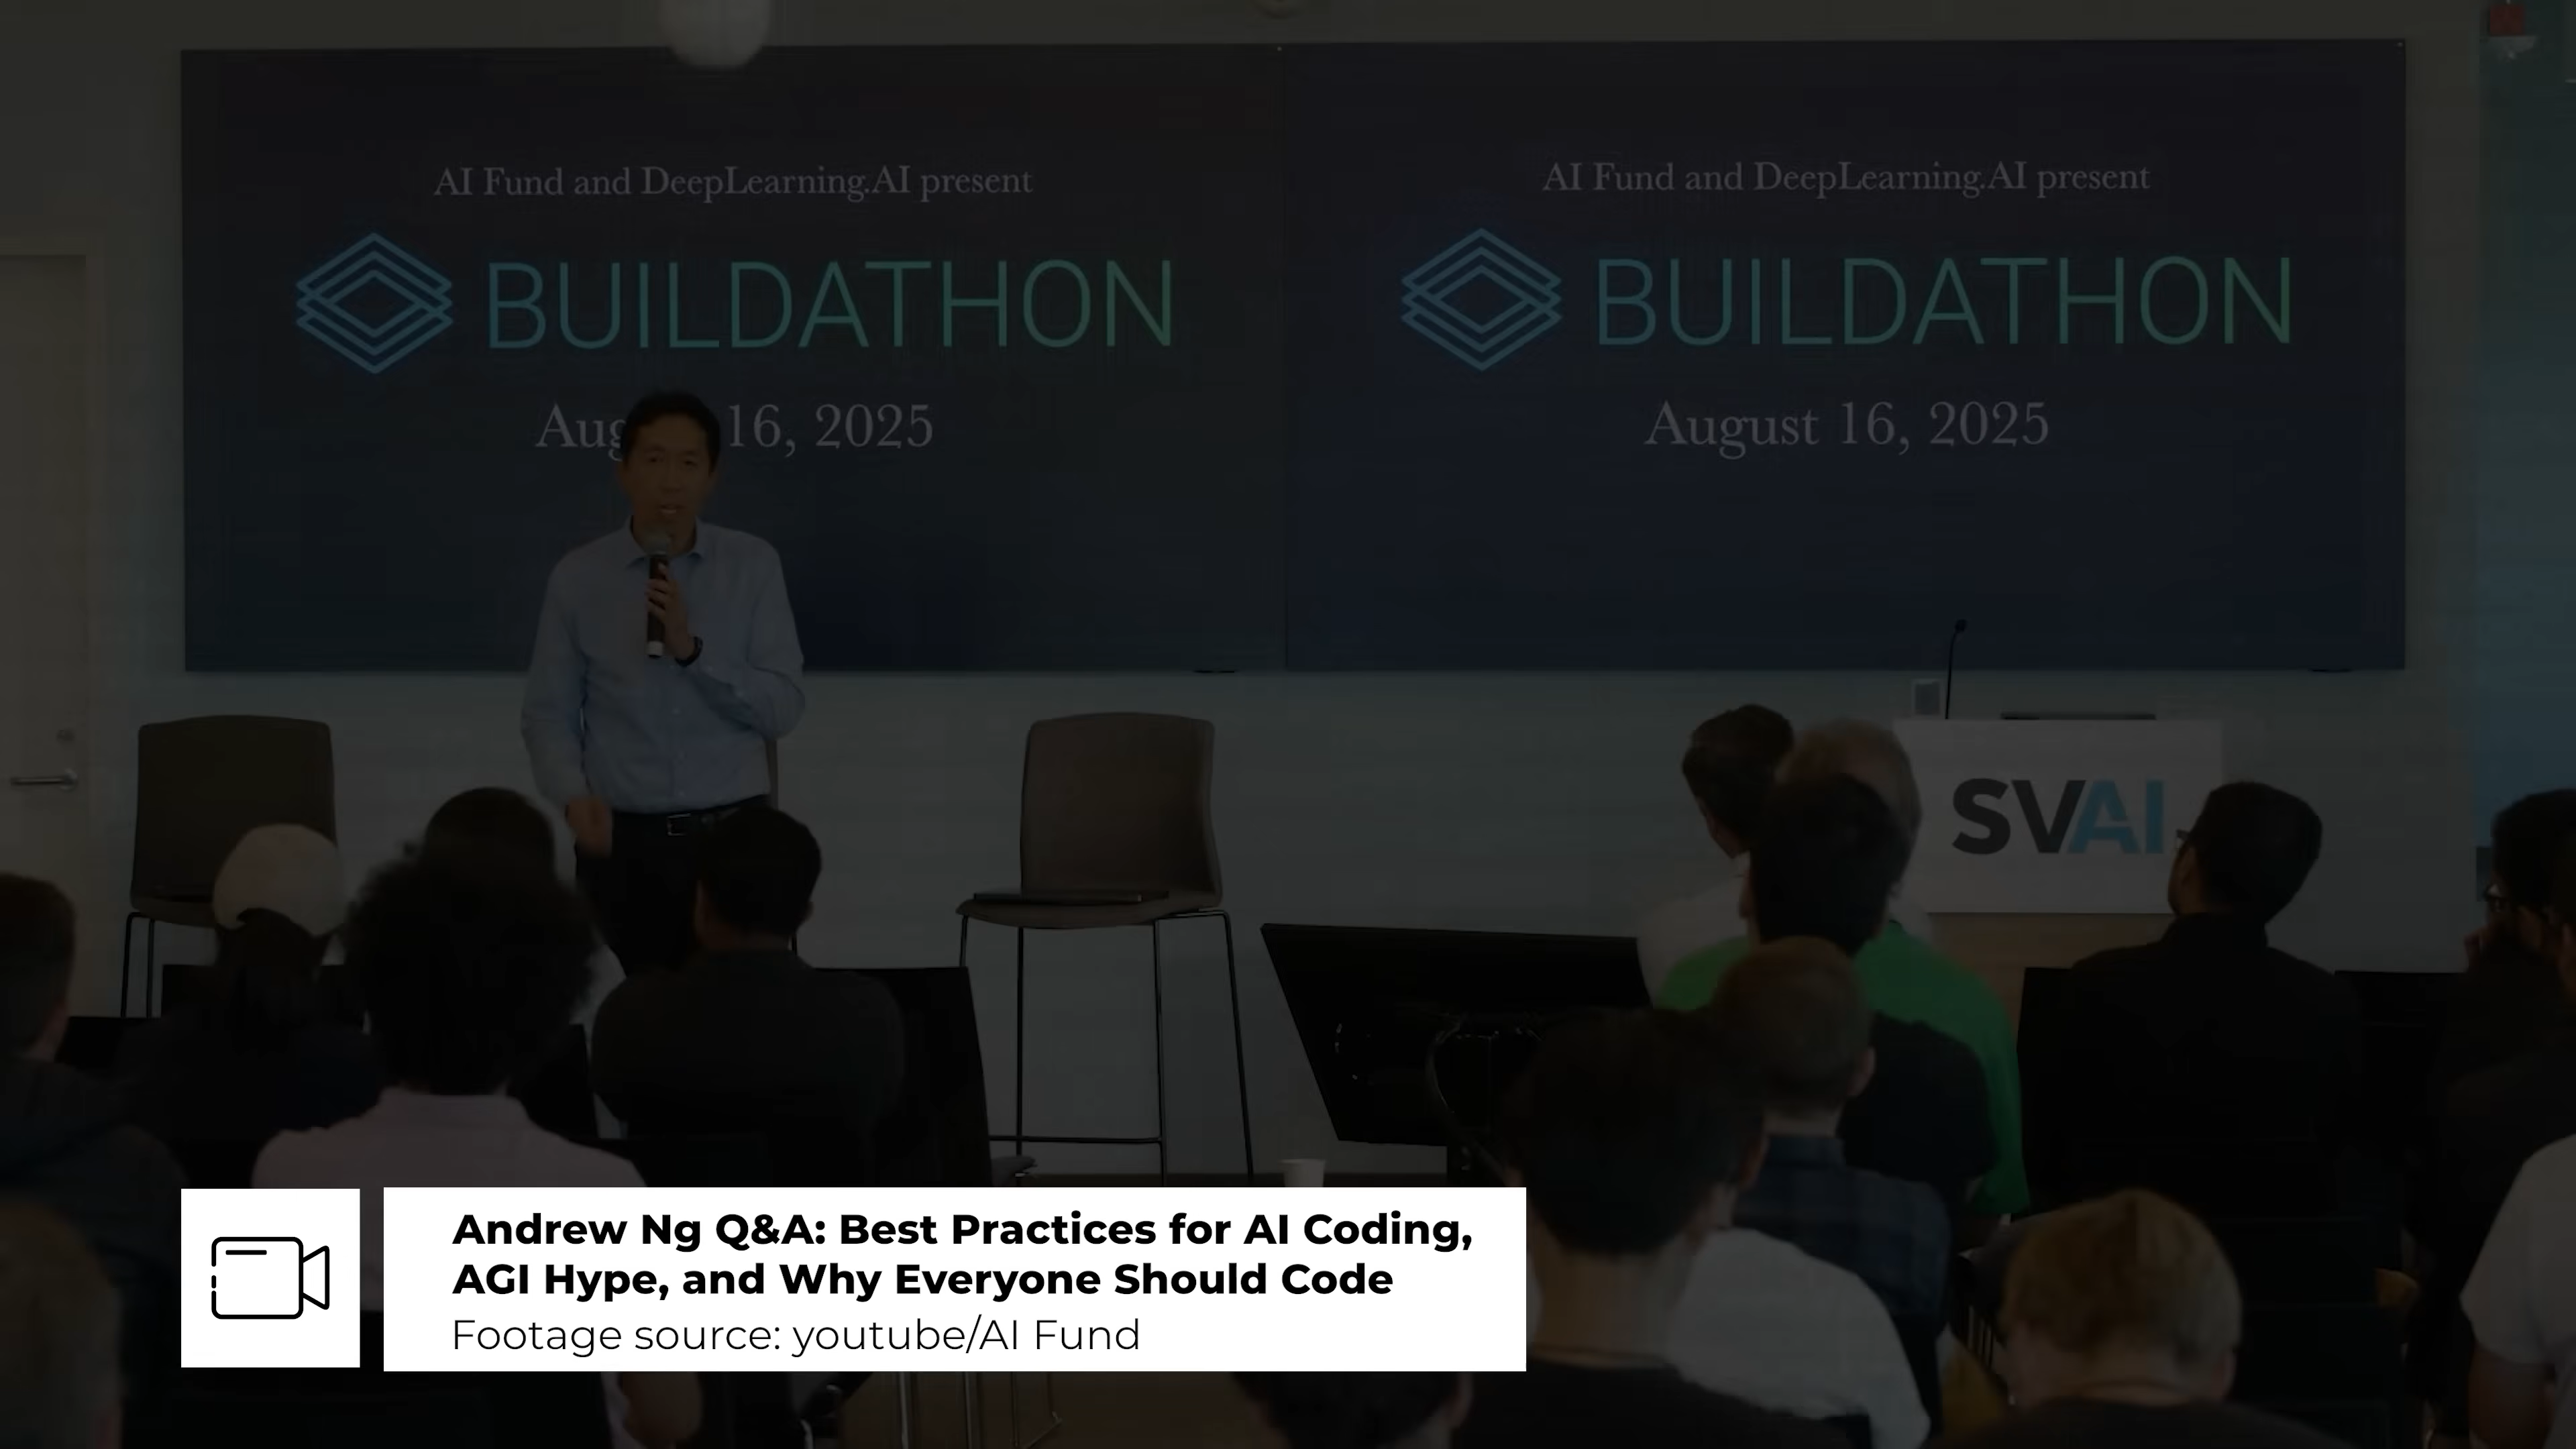 AI Fund and DeepLearning.AI present
BUILDATHON
Aug 16, 2025
AI Fund and DeepLearning.AI present
BUILDATHON
August 16, 2025
SVAI
Andrew Ng Q&A: Best Practices for AI Coding,
AGI Hype, and Why Everyone Should Code
Footage source: youtube/AI Fund